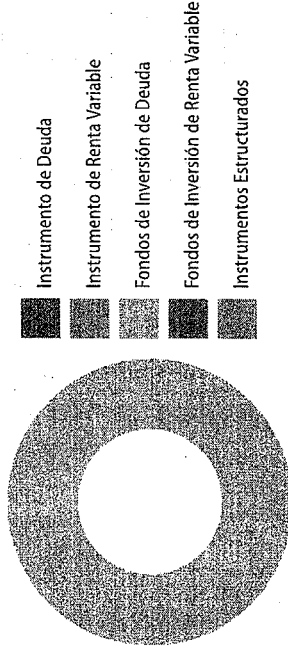 Instrumento de Deuda
Instrumento de Renta Variable
Fondos de Inversión de Deuda
Fondos de Inversión de Renta Variable
Instrumentos Estructurados